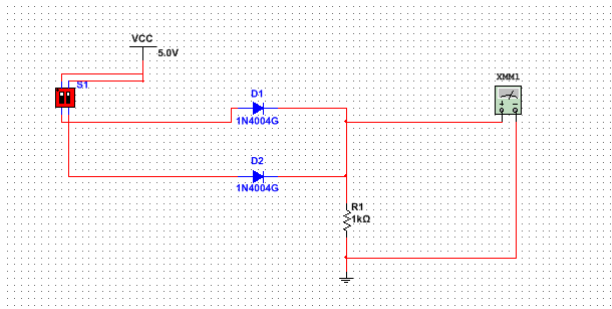 VCC
5.0V
S1
XMM1
D1
1N4004G
D2
1N4004G
R1
1kΩ